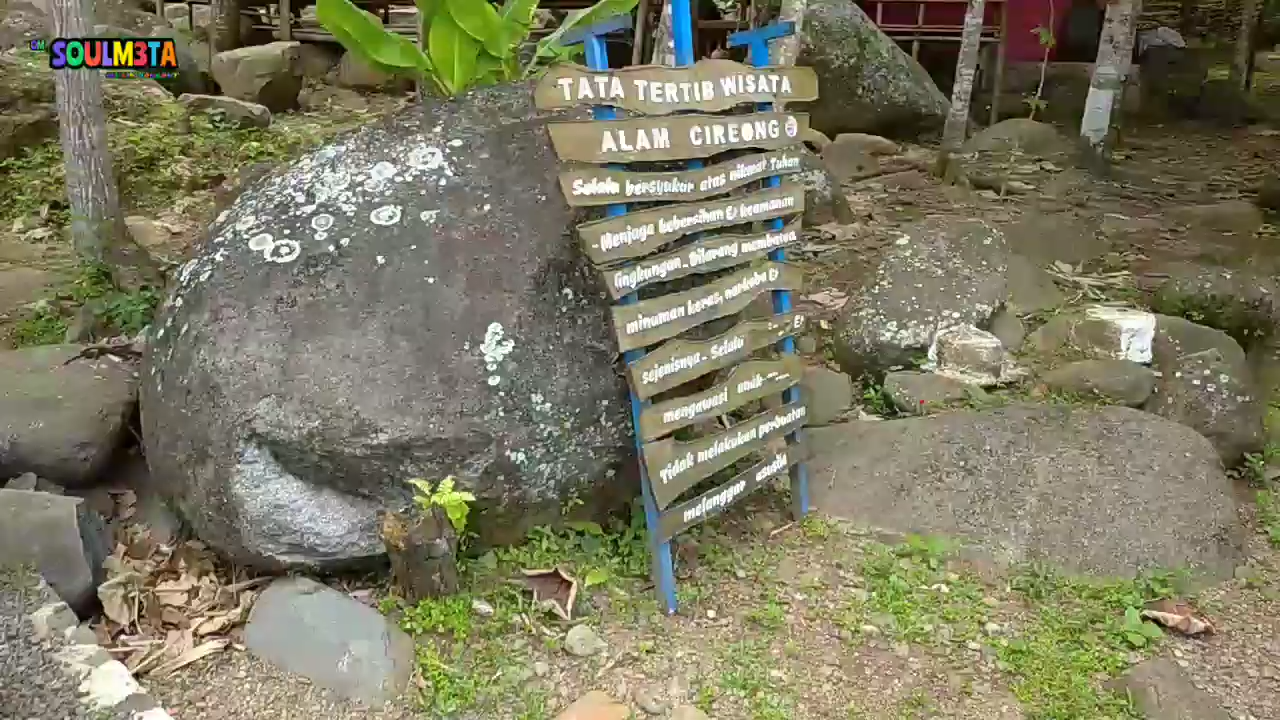 SOULM3TA
TATA TERTIB WISATA
ALAM CIREONG
Selalu bersyukur atas nikmat Tuhan
- Menjaga kebersihan & keamanan
lingkungan - Dilarang membawa
minuman keras, narkoba &
sejenisnya - Selalu
mengawasi anak
Tidak melakukan perbuatan
melanggar asusila